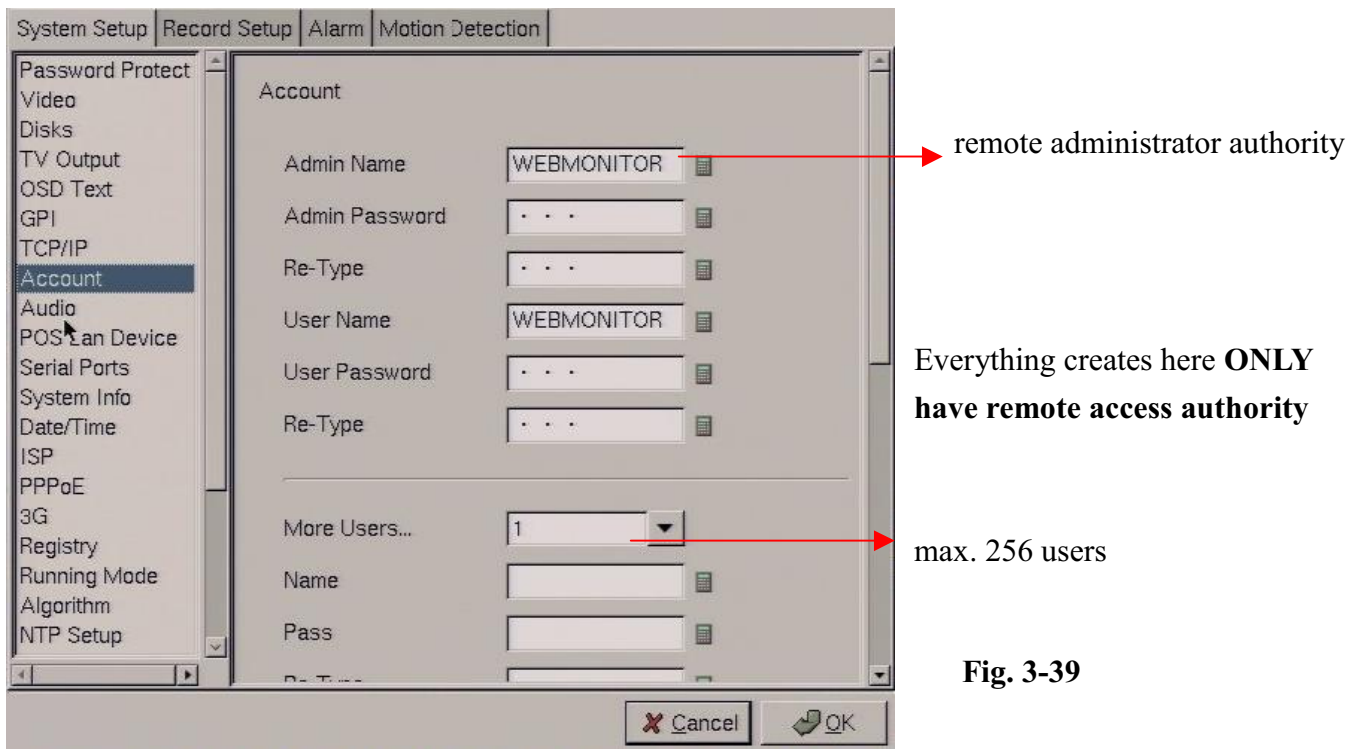 System Setup Record Setup Alarm Motion Detection
Password Protect
Video
Disks
TV Output
OSD Text
GPI
TCP/IP
Account
Audio
POS Lan Device
Serial Ports
System Info
Date/Time
ISP
PPPoE
3G
Registry
Running Mode
Algorithm
NTP Setup
Account
Admin Name WEBMONITOR
Admin Password · · ·
Re-Type · · ·
User Name WEBMONITOR
User Password · · ·
Re-Type · · ·
More Users... 1
Name
Pass
Re-Type
Cancel OK
remote administrator authority
Everything creates here ONLY
have remote access authority
max. 256 users
Fig. 3-39